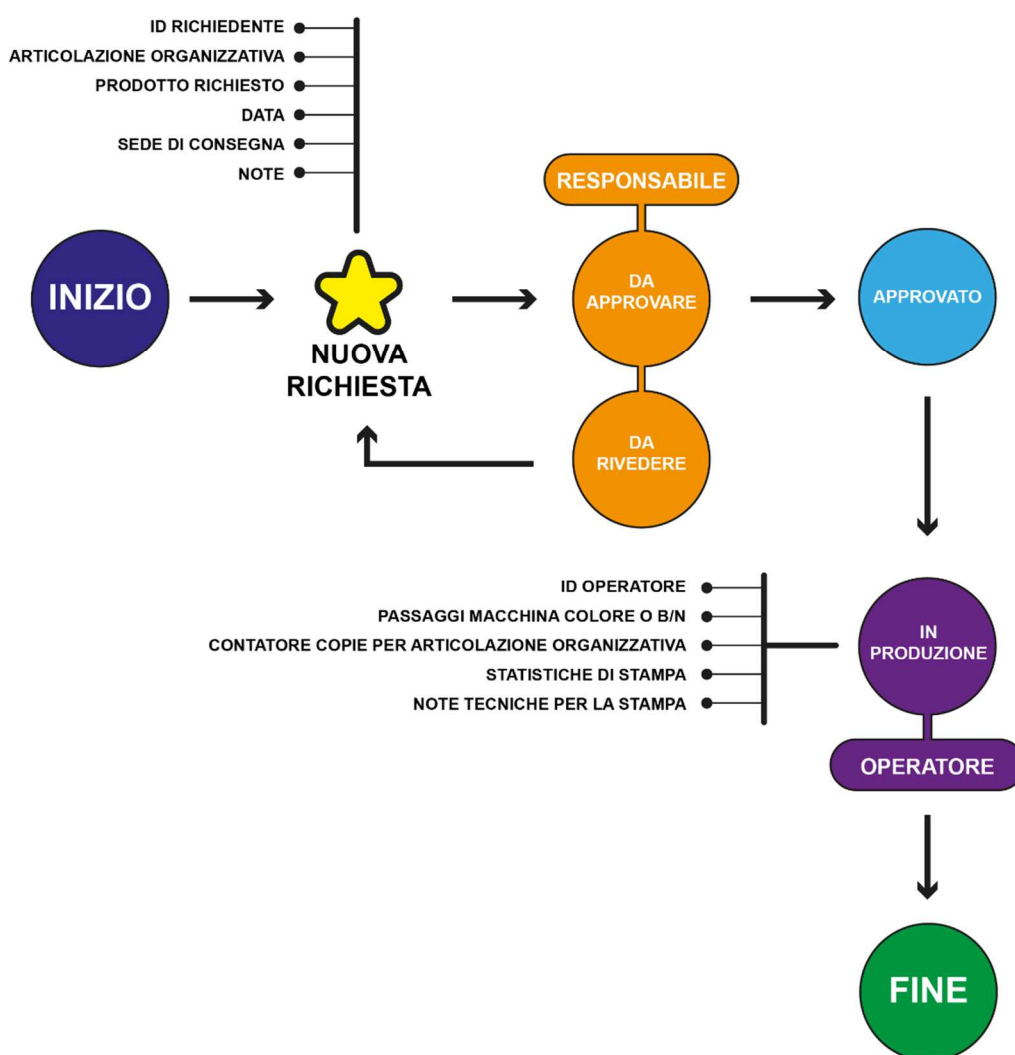 ID RICHIEDENTE
ARTICOLAZIONE ORGANIZZATIVA
PRODOTTO RICHIESTO
DATA
SEDE DI CONSEGNA
NOTE
INIZIO
NUOVA
RICHIESTA
RESPONSABILE
DA
APPROVARE
DA
RIVEDERE
APPROVATO
ID OPERATORE
PASSAGGI MACCHINA COLORE O B/N
CONTATORE COPIE PER ARTICOLAZIONE ORGANIZZATIVA
STATISTICHE DI STAMPA
NOTE TECNICHE PER LA STAMPA
IN
PRODUZIONE
OPERATORE
FINE